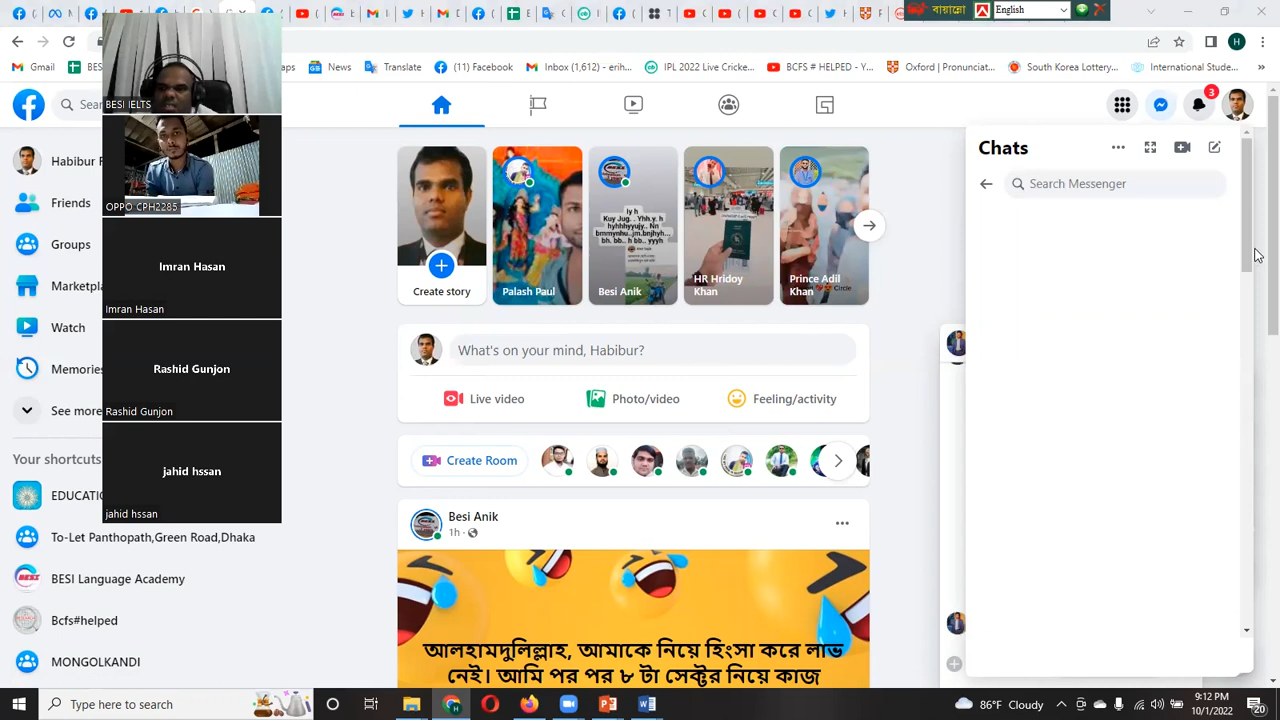 বায়ান্নো
English
Gmail
News
Translate
(11) Facebook
Inbox (1,612) - erih...
IPL 2022 Live Cricke...
BCFS # HELPED - Y...
Oxford | Pronunciat...
South Korea Lottery...
International Stude...
BESI IELTS
OPPO CPH2285
Imran Hasan
Imran Hasan
Rashid Gunjon
Rashid Gunjon
jahid hssan
jahid hssan
Habibur
Friends
Groups
Watch
Memories
See more
Your shortcuts
To-Let Panthopath,Green Road,Dhaka
BESI Language Academy
Bcfs#helped
MONGOLKANDI
Create story
Palash Paul
Besi Anik
HR Hridoy
Khan
Prince Adil
Khan
Circle
What's on your mind, Habibur?
Live video
Photo/video
Feeling/activity
Create Room
Besi Anik
1h
আলহামদুলিল্লাহ, আমাকে নিয়ে হিংসা করে লাভ
নেই। আমি পর পর ৮ টা সেক্টর নিয়ে কাজ
3
Chats
Search Messenger
Type here to search
86°F Cloudy
9:12 PM
10/1/2022
20